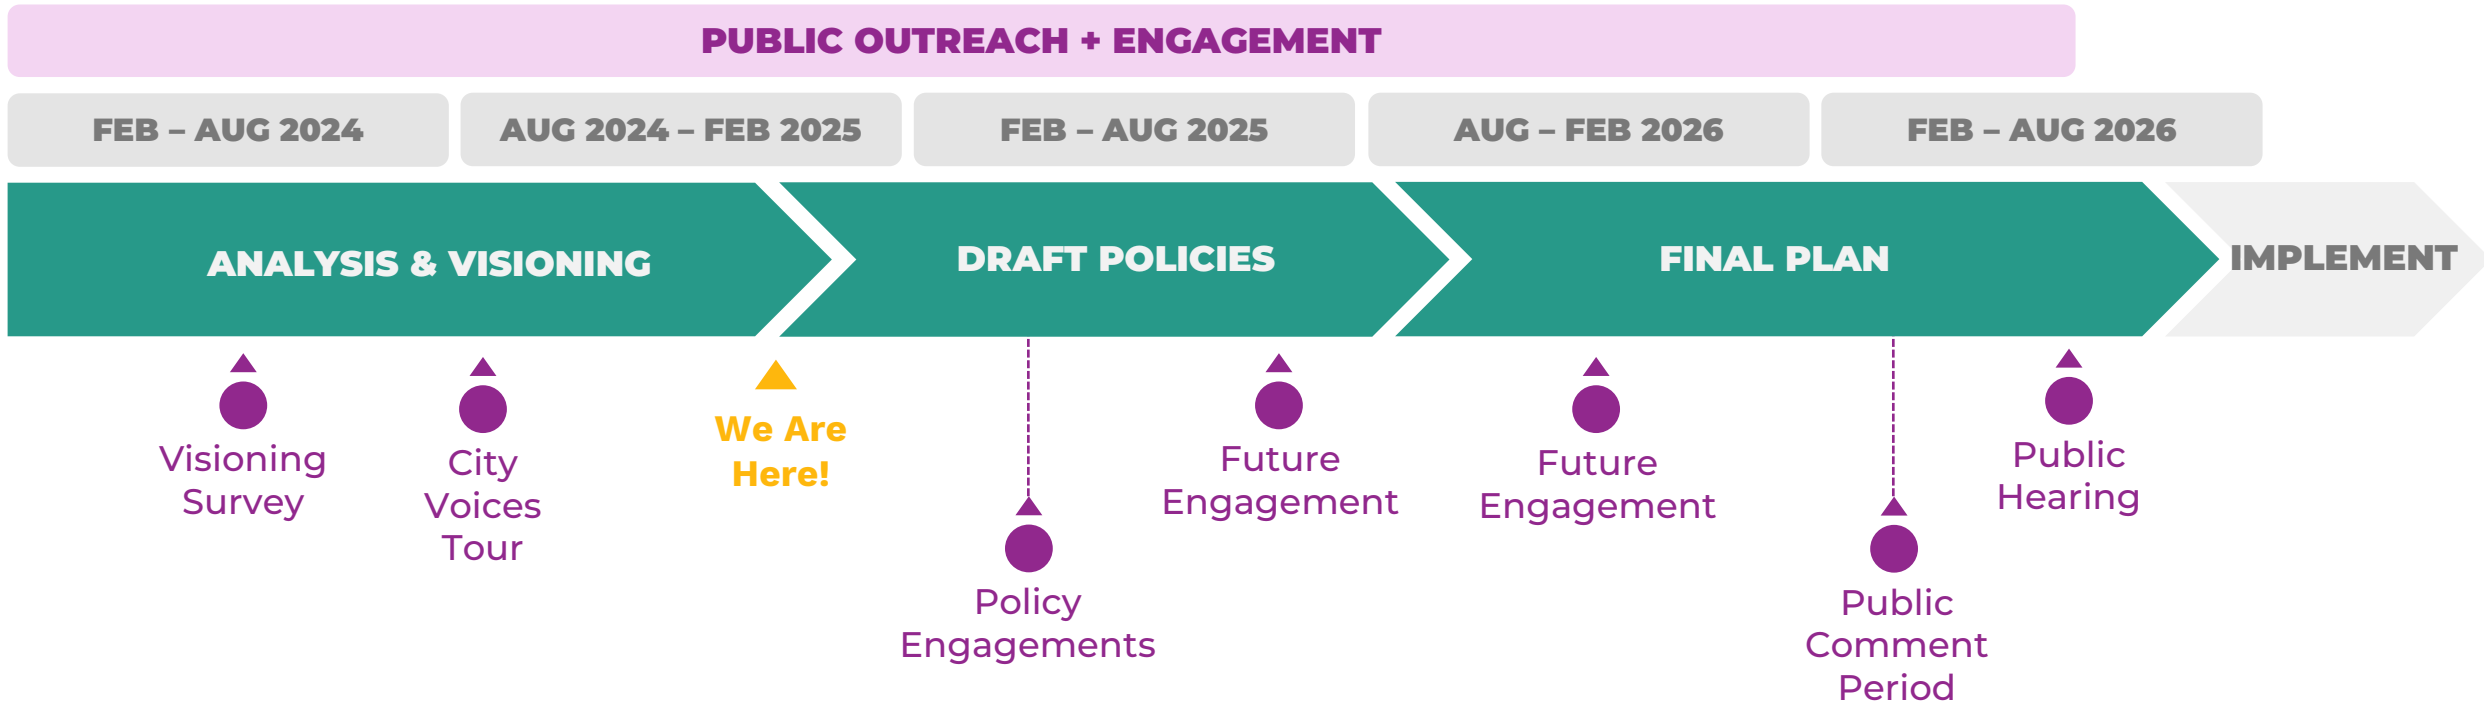 PUBLIC OUTREACH + ENGAGEMENT
FEB – AUG 2024
AUG 2024 – FEB 2025
FEB – AUG 2025
AUG – FEB 2026
FEB – AUG 2026
ANALYSIS & VISIONING
DRAFT POLICIES
FINAL PLAN
IMPLEMENT
Visioning
Survey
City
Voices
Tour
We Are
Here!
Policy
Engagements
Future
Engagement
Future
Engagement
Public
Comment
Period
Public
Hearing